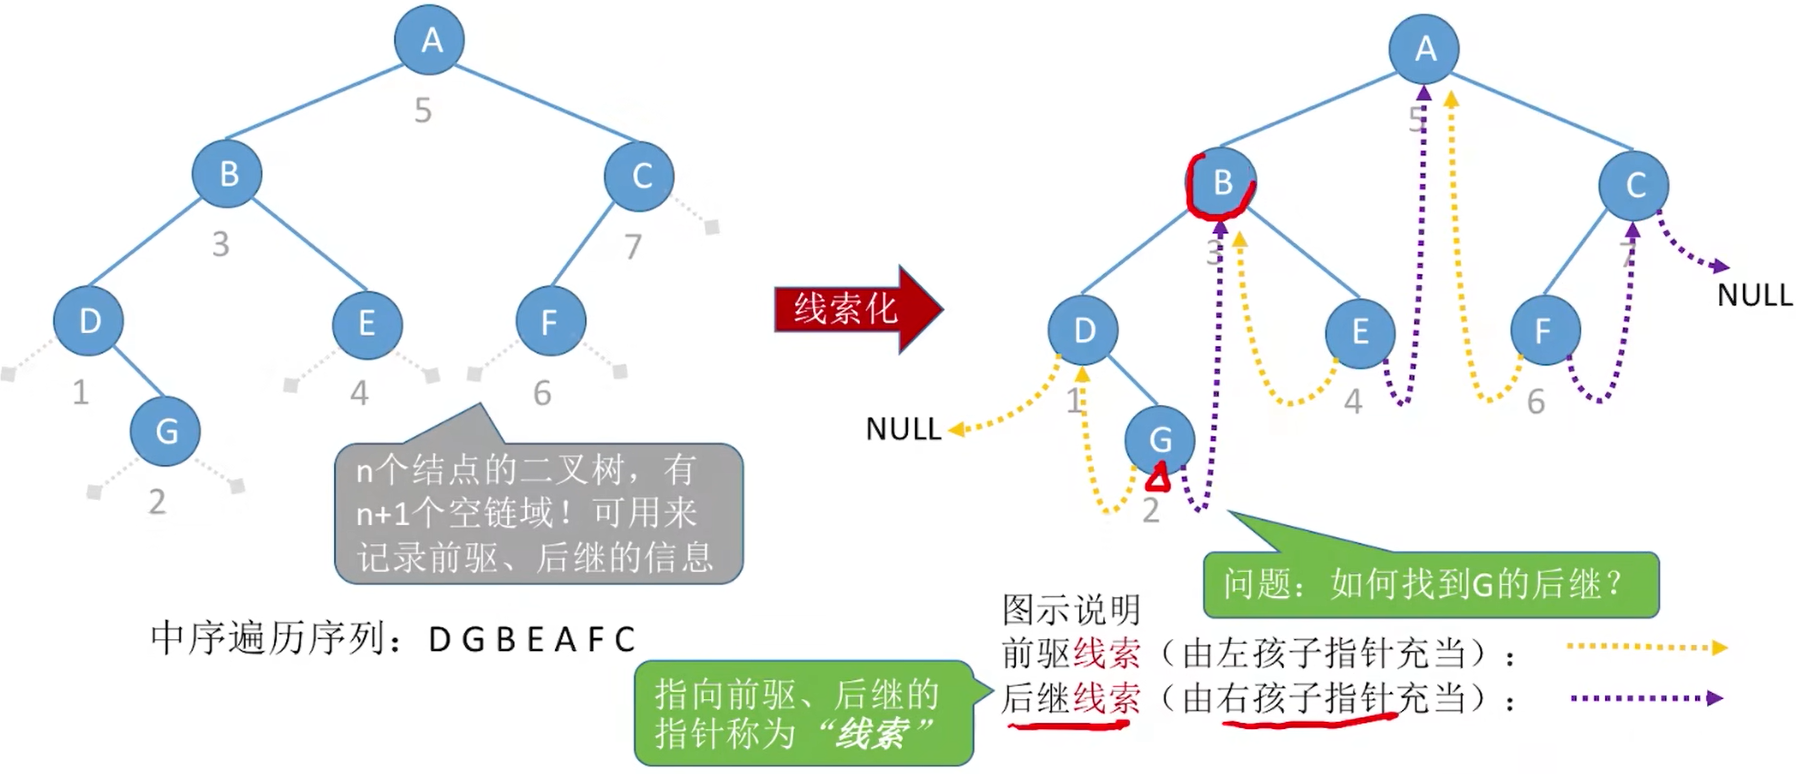 A
5
B
C
3
7
D
E
F
1
4
6
G
2
n个结点的二叉树，有
n+1个空链域！可用来
记录前驱、后继的信息
中序遍历序列：D G B E A F C
线索化
A
5
B
C
3
7
NULL
D
E
F
1
4
6
NULL
G
2
问题：如何找到G的后继？
图示说明
前驱线索（由左孩子指针充当）：
后继线索（由右孩子指针充当）：
指向前驱、后继的
指针称为“线索”